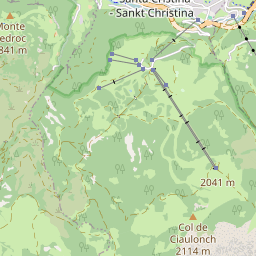 Santa Cristina
- Sankt Christina
Monte
edroc
841 m
2041 m
Col de
Ciaulonch
2114 m